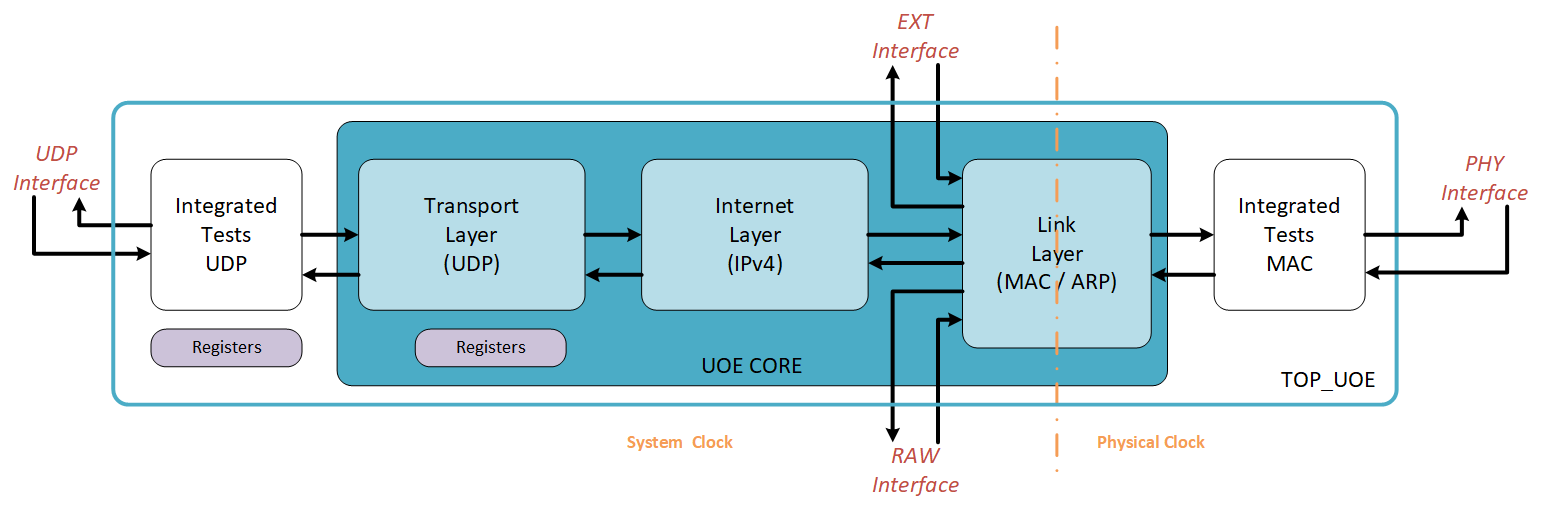 EXT
Interface
UDP
Interface
Integrated
Tests
UDP
Transport
Layer
(UDP)
Internet
Layer
(IPv4)
Link
Layer
(MAC / ARP)
Integrated
Tests
MAC
PHY
Interface
Registers
Registers
UOE CORE
TOP_UOE
System Clock
Physical Clock
RAW
Interface